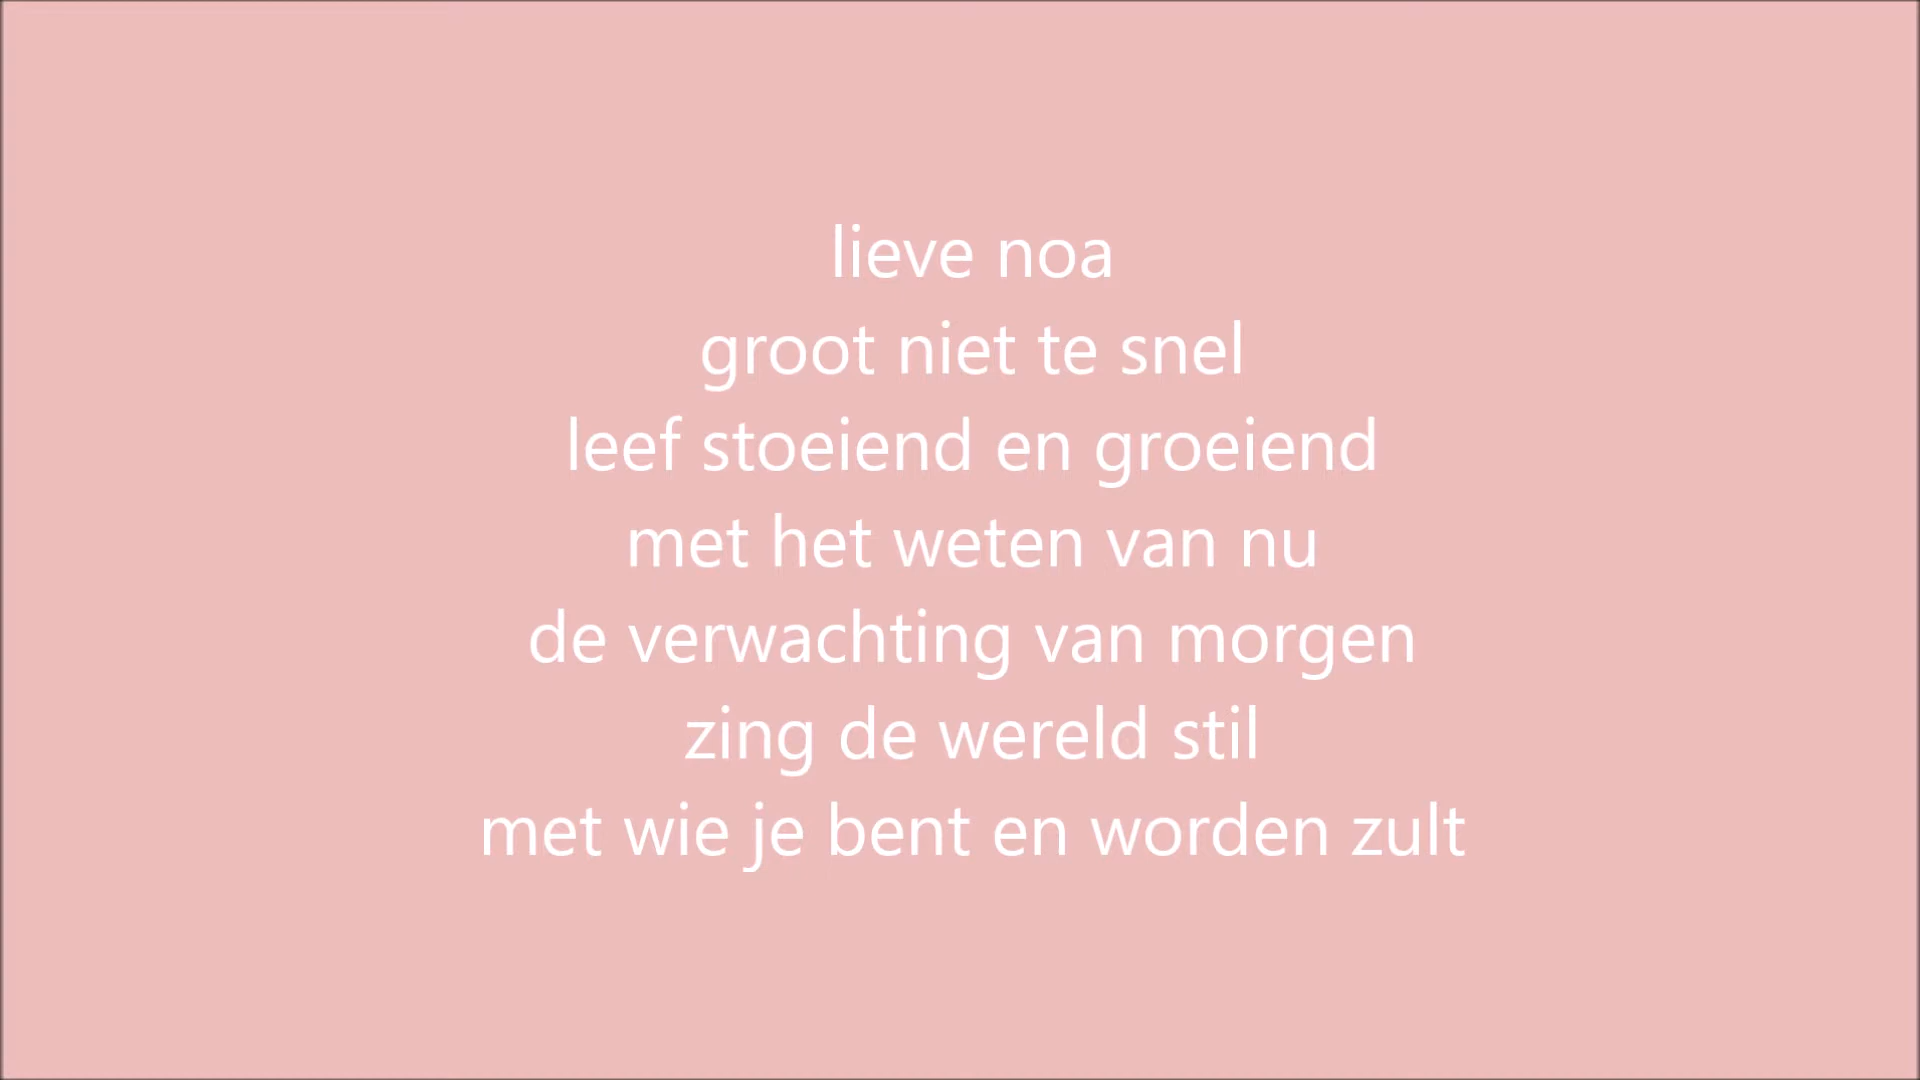 lieve noa
groot niet te snel
leef stoeiend en groeiend
met het weten van nu
de verwachting van morgen
zing de wereld stil
met wie je bent en worden zult